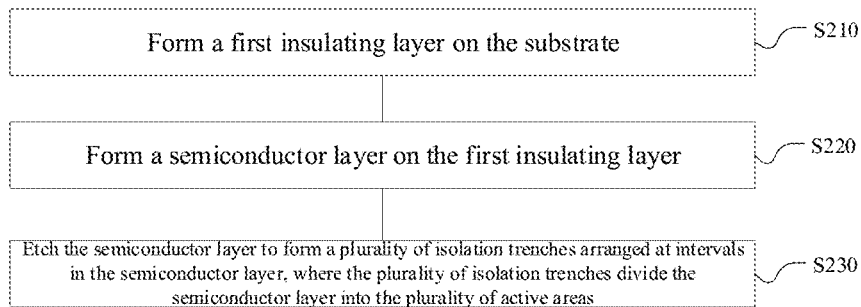 Form a first insulating layer on the substrate
S210
Form a semiconductor layer on the first insulating layer
S220
Etch the semiconductor layer to form a plurality of isolation trenches arranged at intervals
in the semiconductor layer, where the plurality of isolation trenches divide the
semiconductor layer into the plurality of active areas
S230